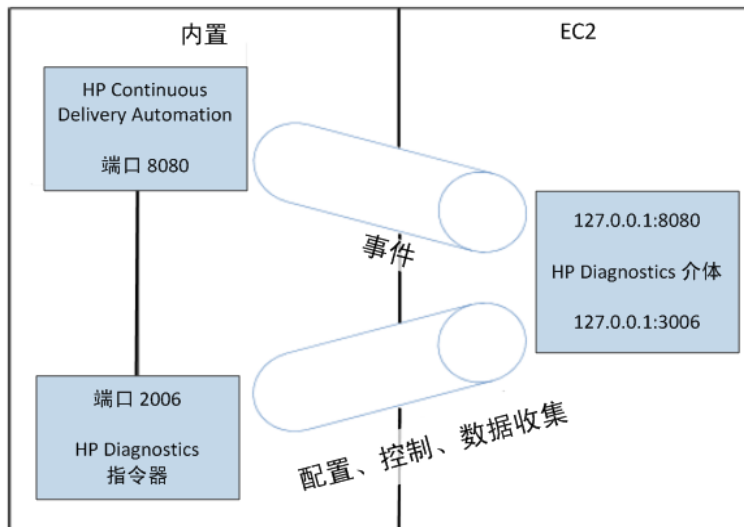 内置
EC2
HP Continuous
Delivery Automation
端口 8080
事件
127.0.0.1:8080
HP Diagnostics 介体
127.0.0.1:3006
端口 2006
HP Diagnostics
指令器
配置、控制、数据收集